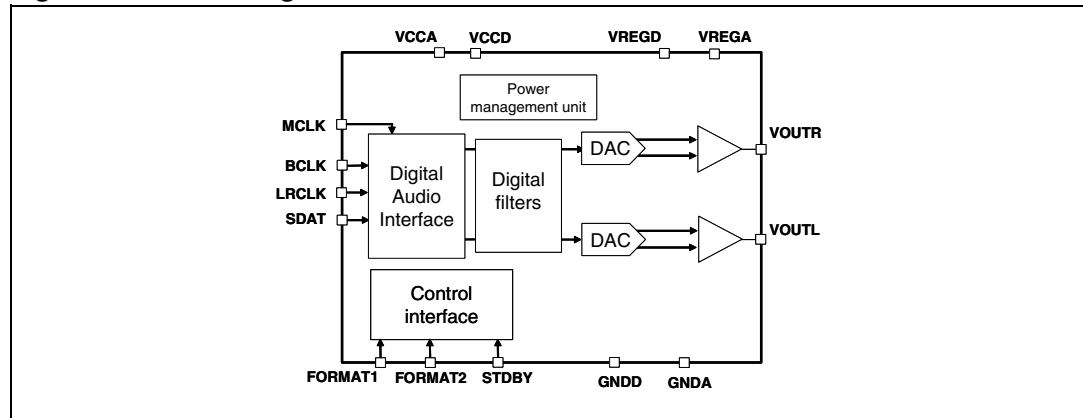 VCCA VCCD VREGD VREGA
Power
management unit
MCLK
BCLK
LRCLK
SDAT
Digital
Audio
Interface
Digital
filters
DAC
VOUTR
DAC
VOUTL
Control
interface
FORMAT1 FORMAT2 STDBY GNDD GNDA